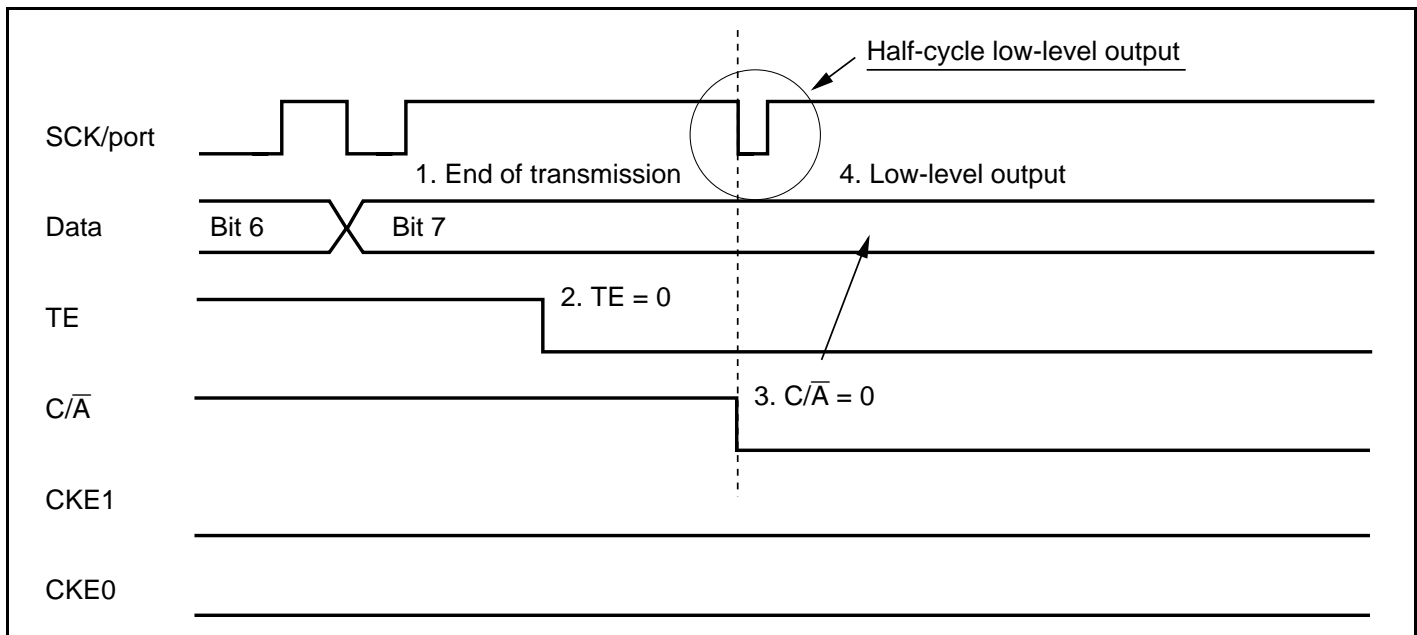 Half-cycle low-level output
SCK/port
1. End of transmission
4. Low-level output
Data
Bit 6
Bit 7
TE
2. TE = 0
C/A̅
3. C/A̅ = 0
CKE1
CKE0